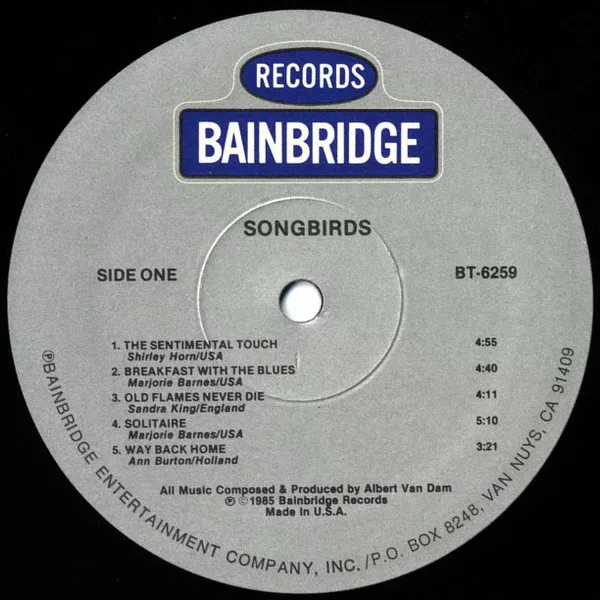 RECORDS
BAINBRIDGE
SONGBIRDS
SIDE ONE
BT-6259
1. THE SENTIMENTAL TOUCH 4:55
Shirley Horn/USA
2. BREAKFAST WITH THE BLUES 4:40
Marjorie Barnes/USA
3. OLD FLAMES NEVER DIE 4:11
Sandra King/England
4. SOLITAIRE 5:10
Marjorie Barnes/USA
5. WAY BACK HOME 3:21
Ann Burton/Holland
All Music Composed & Produced by Albert Van Dam
Ⓟ ©1985 Bainbridge Records
Made in U.S.A.
ⓅBAINBRIDGE ENTERTAINMENT COMPANY, INC./P.O. BOX 8248, VAN NUYS, CA 91409